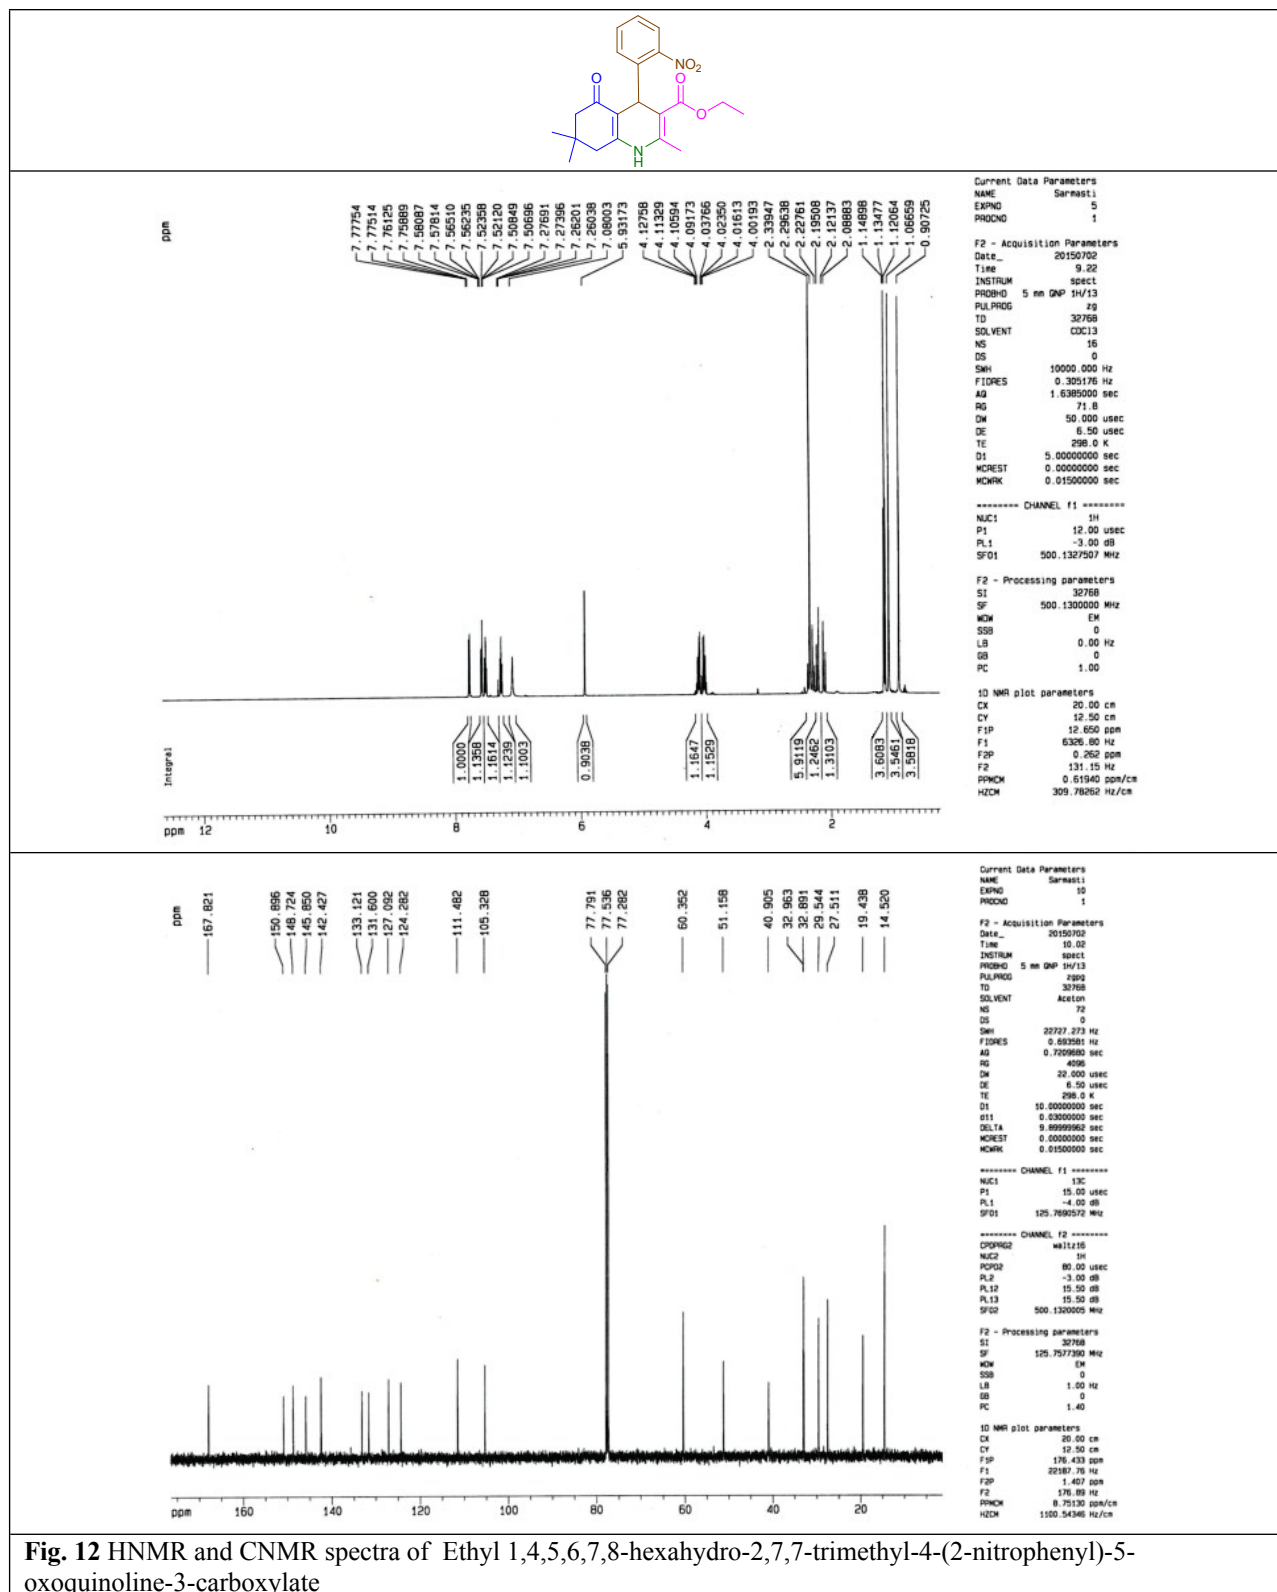 NO2
O
O
O
N
H
ppm
7.77754
7.77514
7.76125
7.75889
7.58087
7.57814
7.56510
7.56235
7.52358
7.52120
7.50849
7.50696
7.27691
7.27396
7.26201
7.26038
7.08003
5.93173
4.12758
4.11329
4.10594
4.09173
4.03766
4.02350
4.01613
4.00193
2.33947
2.29638
2.22761
2.19508
2.12137
2.08883
1.14898
1.13477
1.12064
1.06659
0.90725
Current Data Parameters
NAME Sarmasti
EXPNO 5
PROCNO 1
F2 - Acquisition Parameters
Date_ 20150702
Time 9.22
INSTRUM spect
PROBHD 5 mm QNP 1H/13
PULPROG zg
TD 32768
SOLVENT CDCl3
NS 16
DS 0
SWH 10000.000 Hz
FIDRES 0.305176 Hz
AQ 1.6385000 sec
RG 71.8
DW 50.000 usec
DE 6.50 usec
TE 298.0 K
D1 5.00000000 sec
MCREST 0.00000000 sec
MCWRK 0.01500000 sec
======== CHANNEL f1 ========
NUC1 1H
P1 12.00 usec
PL1 -3.00 dB
SFO1 500.1327507 MHz
F2 - Processing parameters
SI 32768
SF 500.1300000 MHz
WDW EM
SSB 0
LB 0.00 Hz
GB 0
PC 1.00
1D NMR plot parameters
CX 20.00 cm
CY 12.50 cm
F1P 12.650 ppm
F1 6326.80 Hz
F2P 0.262 ppm
F2 131.15 Hz
PPMCM 0.61940 ppm/cm
HZCM 309.78262 Hz/cm
Integral
1.0000
1.1358
1.1614
1.1239
1.1003
0.9038
1.1647
1.1529
5.9119
1.2462
1.3103
3.6083
3.5461
3.5818
ppm 12 10 8 6 4 2
ppm
167.821
150.896
148.724
145.850
142.427
133.121
131.600
127.092
124.282
111.482
105.328
77.791
77.536
77.282
60.352
51.158
40.905
32.963
32.891
29.544
27.511
19.438
14.520
Current Data Parameters
NAME Sarmasti
EXPNO 10
PROCNO 1
F2 - Acquisition Parameters
Date_ 20150702
Time 10.02
INSTRUM spect
PROBHD 5 mm QNP 1H/13
PULPROG zgpg
TD 32768
SOLVENT Aceton
NS 72
DS 0
SWH 22727.273 Hz
FIDRES 0.693581 Hz
AQ 0.7209680 sec
RG 4096
DW 22.000 usec
DE 6.50 usec
TE 298.0 K
D1 10.00000000 sec
d11 0.03000000 sec
DELTA 9.89999962 sec
MCREST 0.00000000 sec
MCWRK 0.01500000 sec
======== CHANNEL f1 ========
NUC1 13C
P1 15.00 usec
PL1 -4.00 dB
SFO1 125.7690572 MHz
======== CHANNEL f2 ========
CPDPRG2 waltz16
NUC2 1H
PCPD2 80.00 usec
PL2 -3.00 dB
PL12 15.50 dB
PL13 15.50 dB
SFO2 500.1320005 MHz
F2 - Processing parameters
SI 32768
SF 125.7577390 MHz
WDW EM
SSB 0
LB 1.00 Hz
GB 0
PC 1.40
1D NMR plot parameters
CX 20.00 cm
CY 12.50 cm
F1P 176.433 ppm
F1 22187.76 Hz
F2P 1.407 ppm
F2 176.89 Hz
PPMCM 8.75130 ppm/cm
HZCM 1100.54346 Hz/cm
ppm 160 140 120 100 80 60 40 20
Fig. 12 HNMR and CNMR spectra of Ethyl 1,4,5,6,7,8-hexahydro-2,7,7-trimethyl-4-(2-nitrophenyl)-5-
oxoquinoline-3-carboxylate